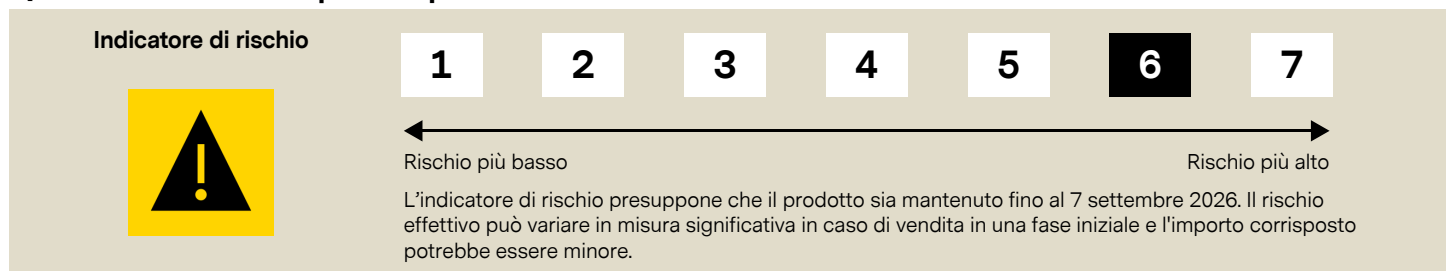 Indicatore di rischio
1 2 3 4 5 6 7
Rischio più basso Rischio più alto
L'indicatore di rischio presuppone che il prodotto sia mantenuto fino al 7 settembre 2026. Il rischio
effettivo può variare in misura significativa in caso di vendita in una fase iniziale e l'importo corrisposto
potrebbe essere minore.